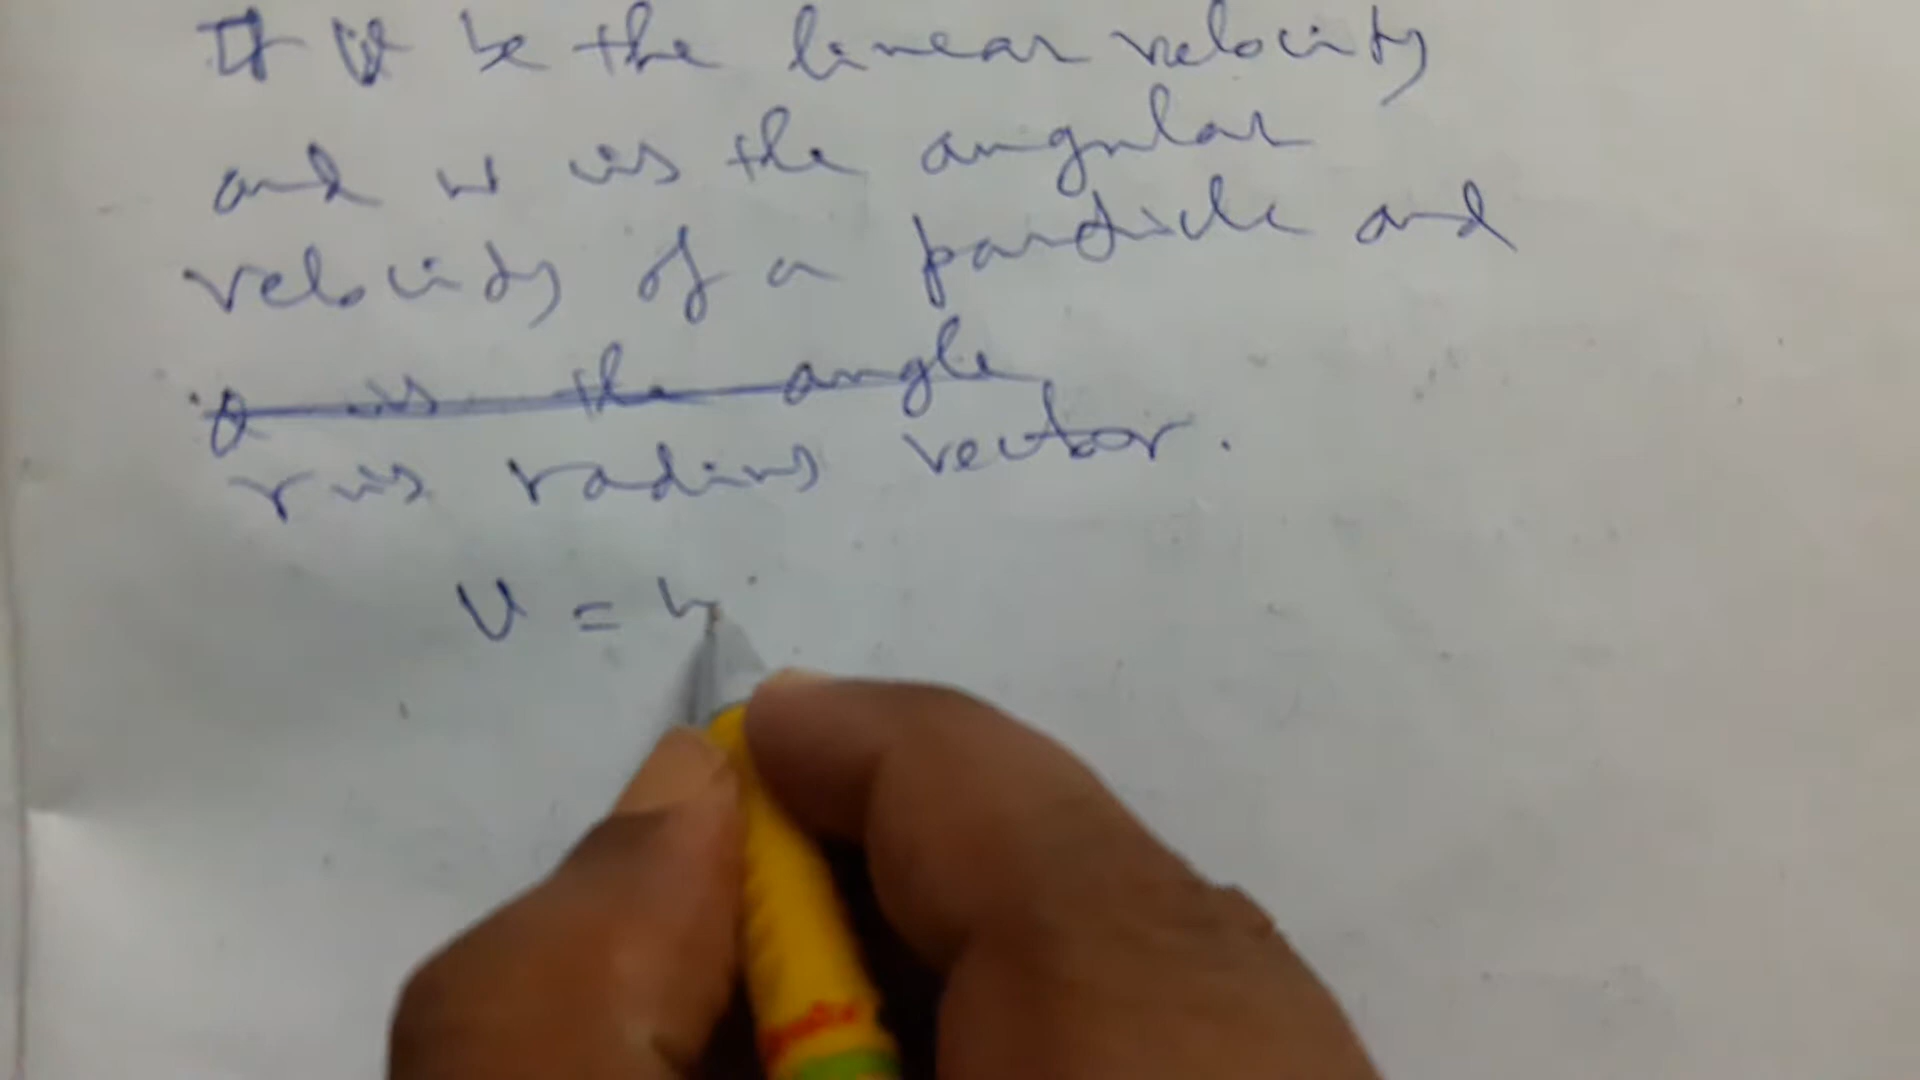 If v be the linear velocity
and w is the angular
velocity of a particle and
θ is the angle
r is radius vector.
v =